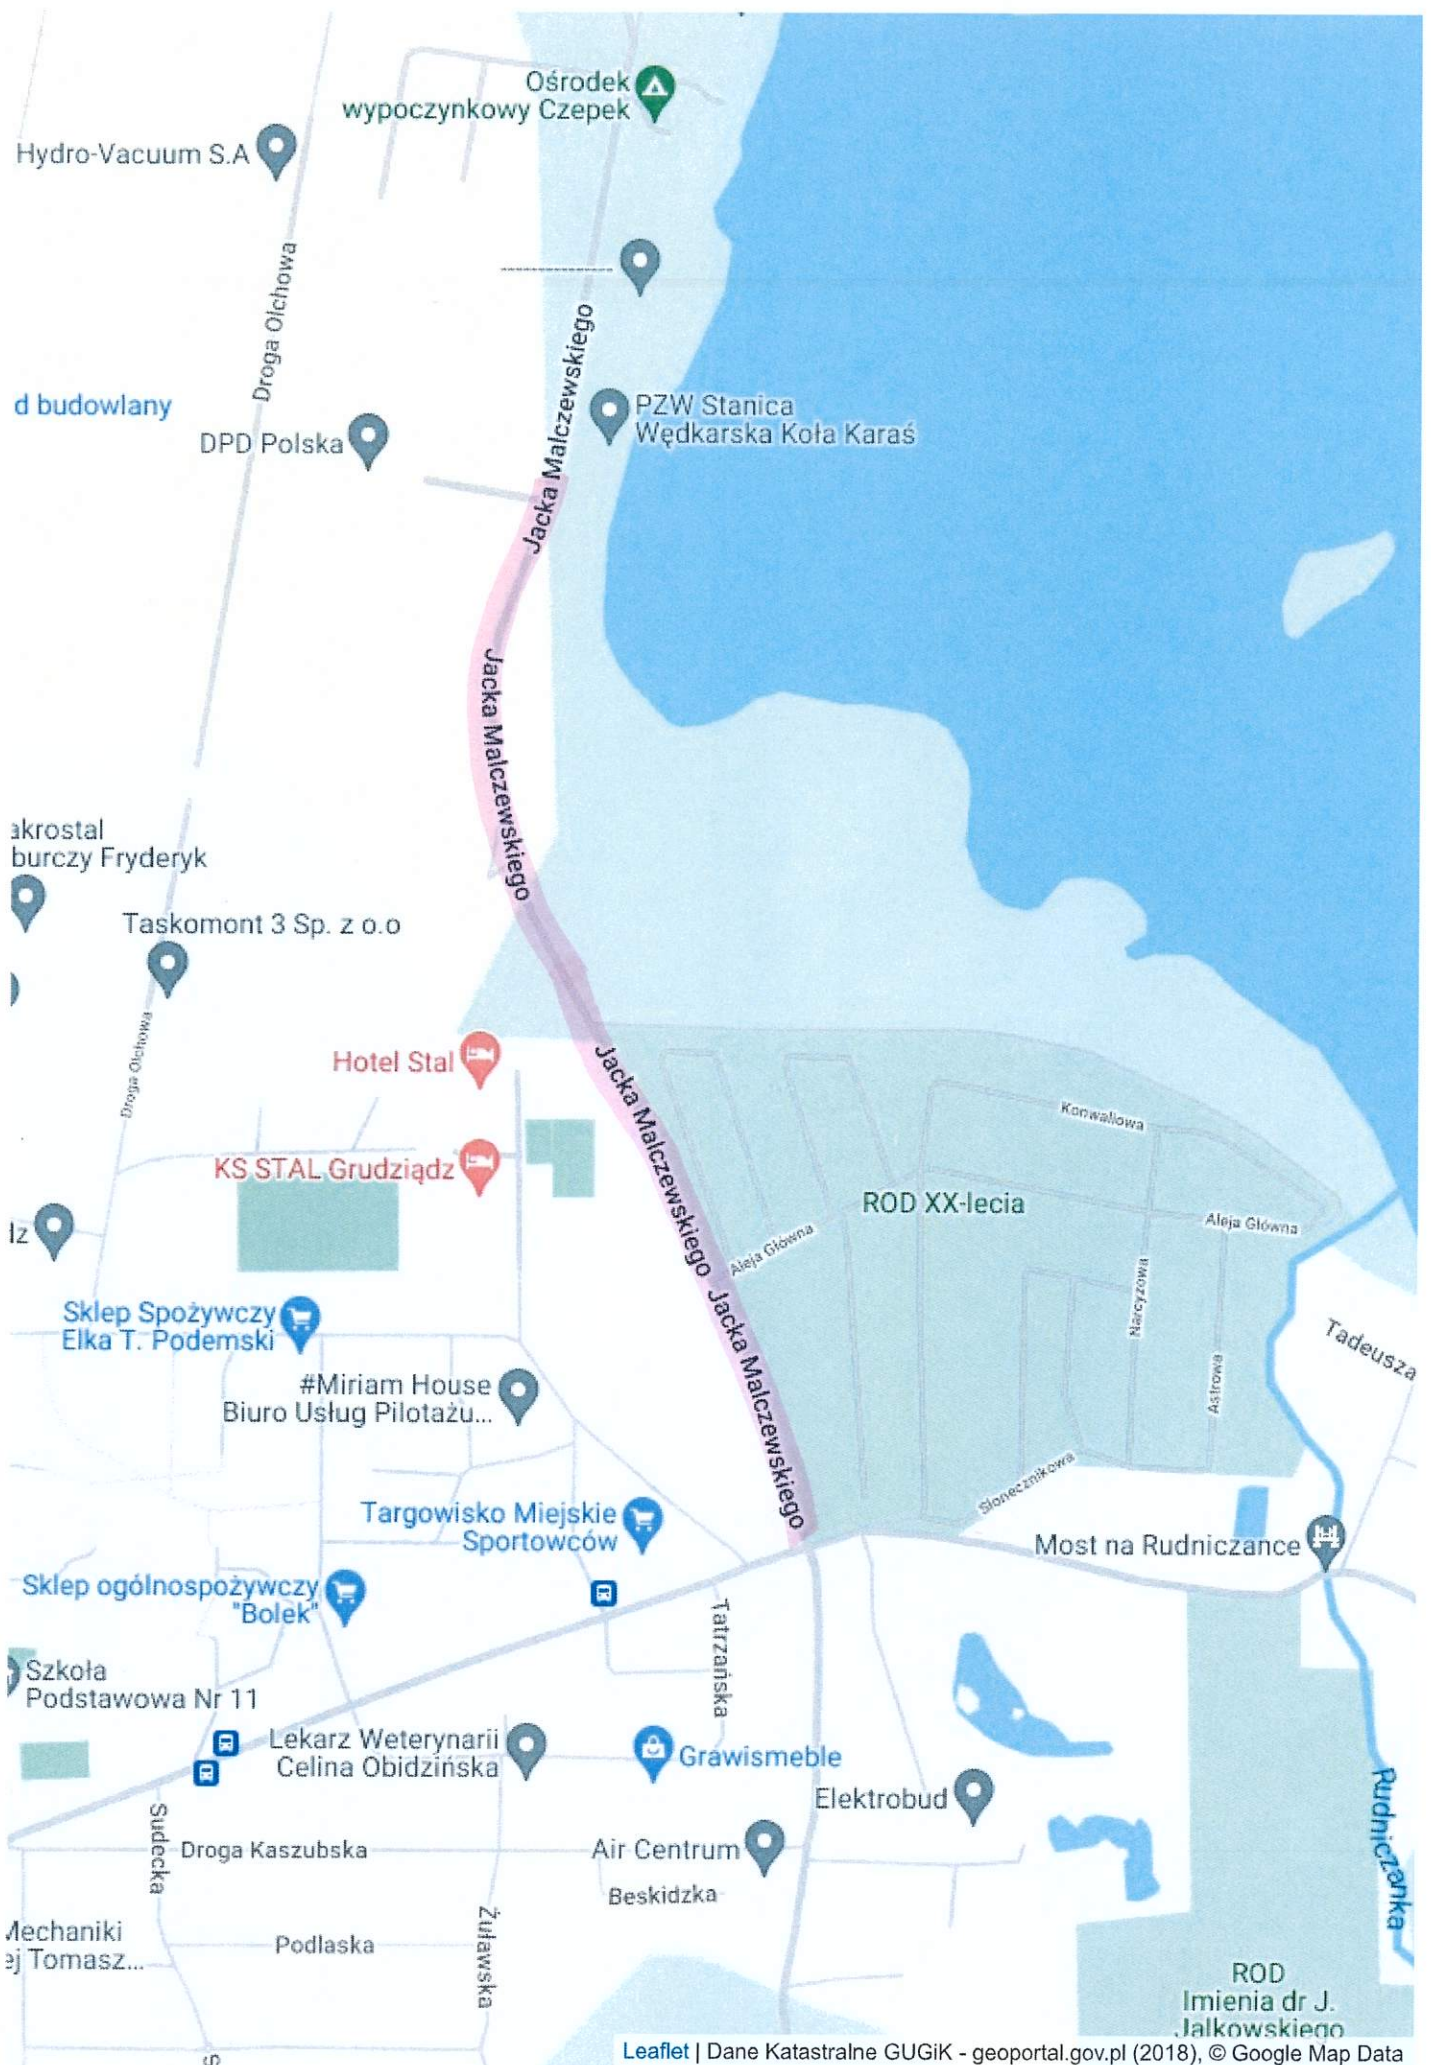 Ośrodek
wypoczynkowy Czepek
Hydro-Vacuum S.A
Droga Olchowa
Jacka Malczewskiego
d budowlany
PZW Stanica
Wędkarska Koła Karaś
DPD Polska
Jacka Malczewskiego
akrostal
burczy Fryderyk
Taskomont 3 Sp. z o.o
Droga Olchowa
Hotel Stal
Jacka Malczewskiego
Konwaliowa
KS STAL Grudziądz
ROD XX-lecia
dz
Aleja Główna
Aleja Główna
Narcyzowa
Sklep Spożywczy
Elka T. Podemski
Jacka Malczewskiego
Tadeusza
Astrowa
#Miriam House
Biuro Usług Pilotażu...
Słonecznikowa
Targowisko Miejskie
Sportowców
Most na Rudniczance
Sklep ogólnospożywczy
"Bolek"
Tatrzańska
Szkoła
Podstawowa Nr 11
Lekarz Weterynarii
Celina Obidzińska
Grawismeble
Elektrobud
Rudniczanka
Sudecka
Droga Kaszubska
Air Centrum
Beskidzka
Mechaniki
ej Tomasz...
Podlaska
Żuławska
ROD
Imienia dr J.
Jalkowskiego
Leaflet | Dane Katastralne GUGiK - geoportal.gov.pl (2018), © Google Map Data